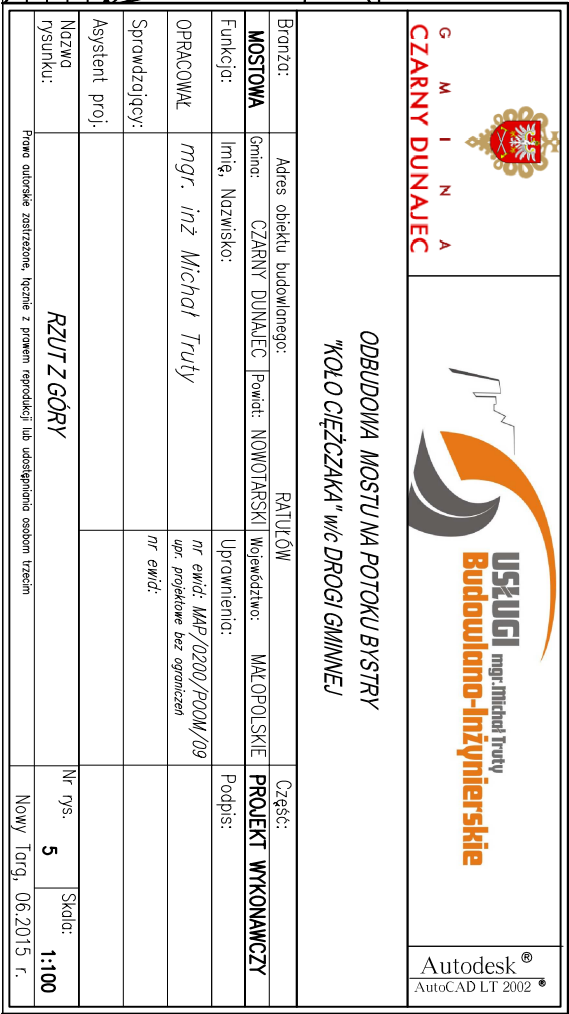 G M I N A
CZARNY DUNAJEC
USŁUGI mgr.Michał Truty
Budowlano-Inżynierskie
Autodesk ®
AutoCAD LT 2002 ®
ODBUDOWA MOSTU NA POTOKU BYSTRY
"KOŁO CIĘŻCZAKA" w/c DROGI GMINNEJ
Branża: Adres obiektu budowlanego: RATUŁÓW Część:
MOSTOWA Gmina: CZARNY DUNAJEC Powiat: NOWOTARSKI Województwo: MAŁOPOLSKIE PROJEKT WYKONAWCZY
Funkcja: Imię, Nazwisko: Uprawnienia: Podpis:
OPRACOWAŁ mgr. inż Michał Truty nr ewid: MAP/0200/POOM/09
upr. projektowe bez ograniczeń
Sprawdzający: nr ewid:
Asystent proj.
Nazwa rysunku: RZUT Z GÓRY Nr rys. 5 Skala: 1:100
Prawa autorskie zastrzeżone, łącznie z prawem reprodukcji lub udostępniania osobom trzecim Nowy Targ, 06.2015 r.